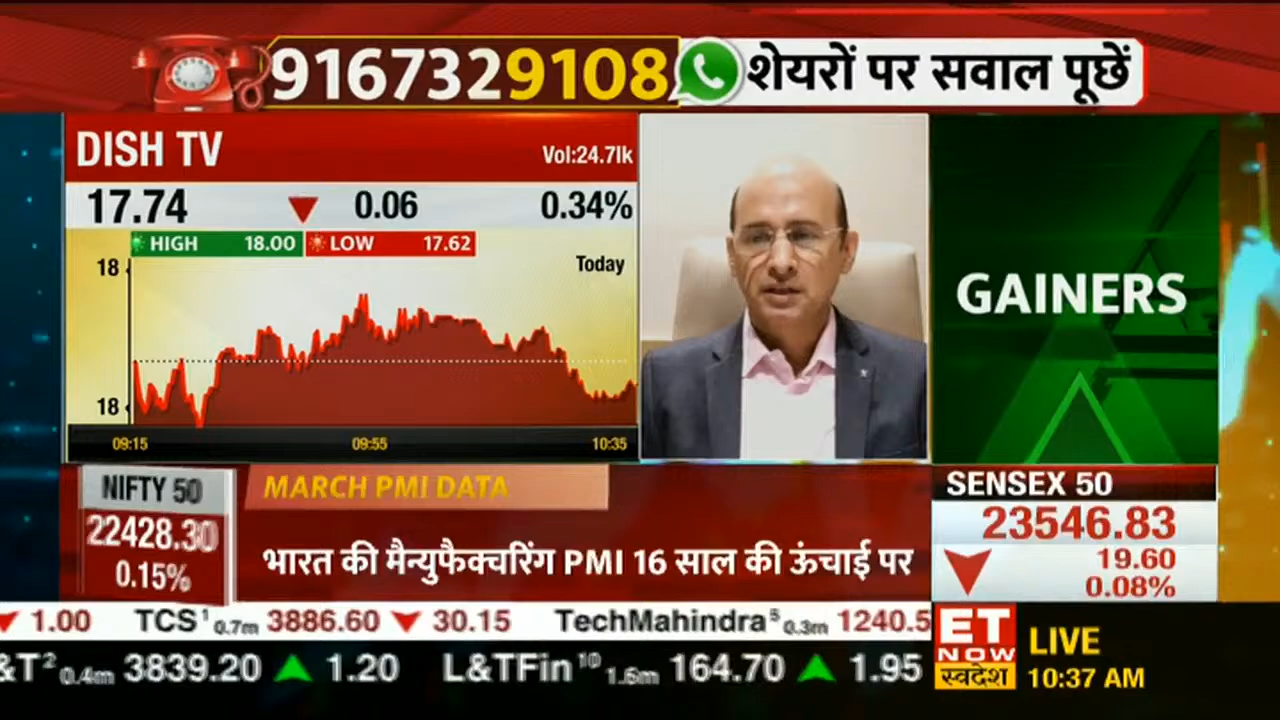 9167329108 शेयरों पर सवाल पूछें
DISH TV
Vol:24.7lk
17.74 0.06 0.34%
HIGH 18.00 LOW 17.62
18 Today
18
09:15 09:55 10:35
GAINERS
NIFTY 50
22428.30
0.15%
MARCH PMI DATA
भारत की मैन्युफैक्चरिंग PMI 16 साल की ऊंचाई पर
SENSEX 50
23546.83
19.60
0.08%
1.00 TCS 1 0.7m 3886.60 30.15 TechMahindra 5 0.3m 1240.5
&T 2 0.4m 3839.20 1.20 L&TFin 10 1.6m 164.70 1.95
ET
NOW
स्वदेश
LIVE
10:37 AM